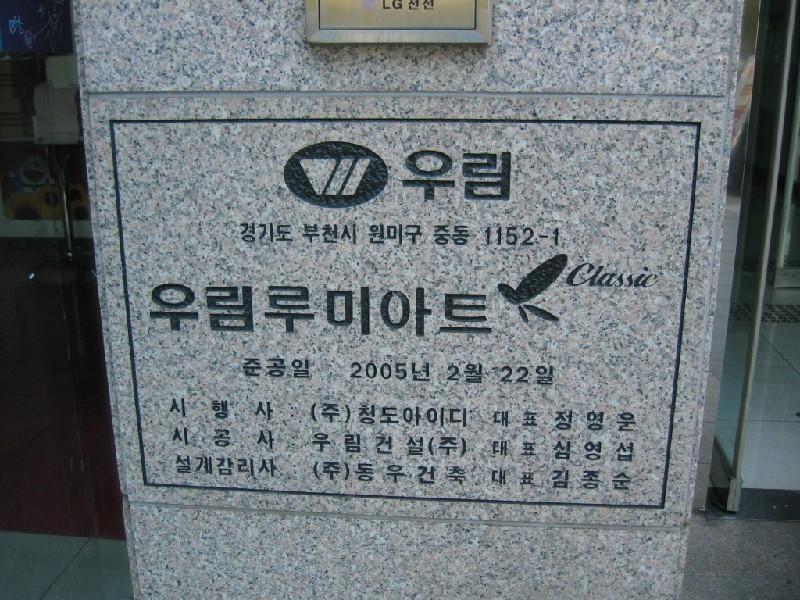 LG전선
우림
경기도 부천시 원미구 중동 1152-1
우림루미아트 Classic
준공일 2005년 2월 22일
시행사 (주)청도아이디 대표 정영운
시공사 우림건설(주) 대표 심영섭
설계감리사 (주)동우건축 대표 김종순